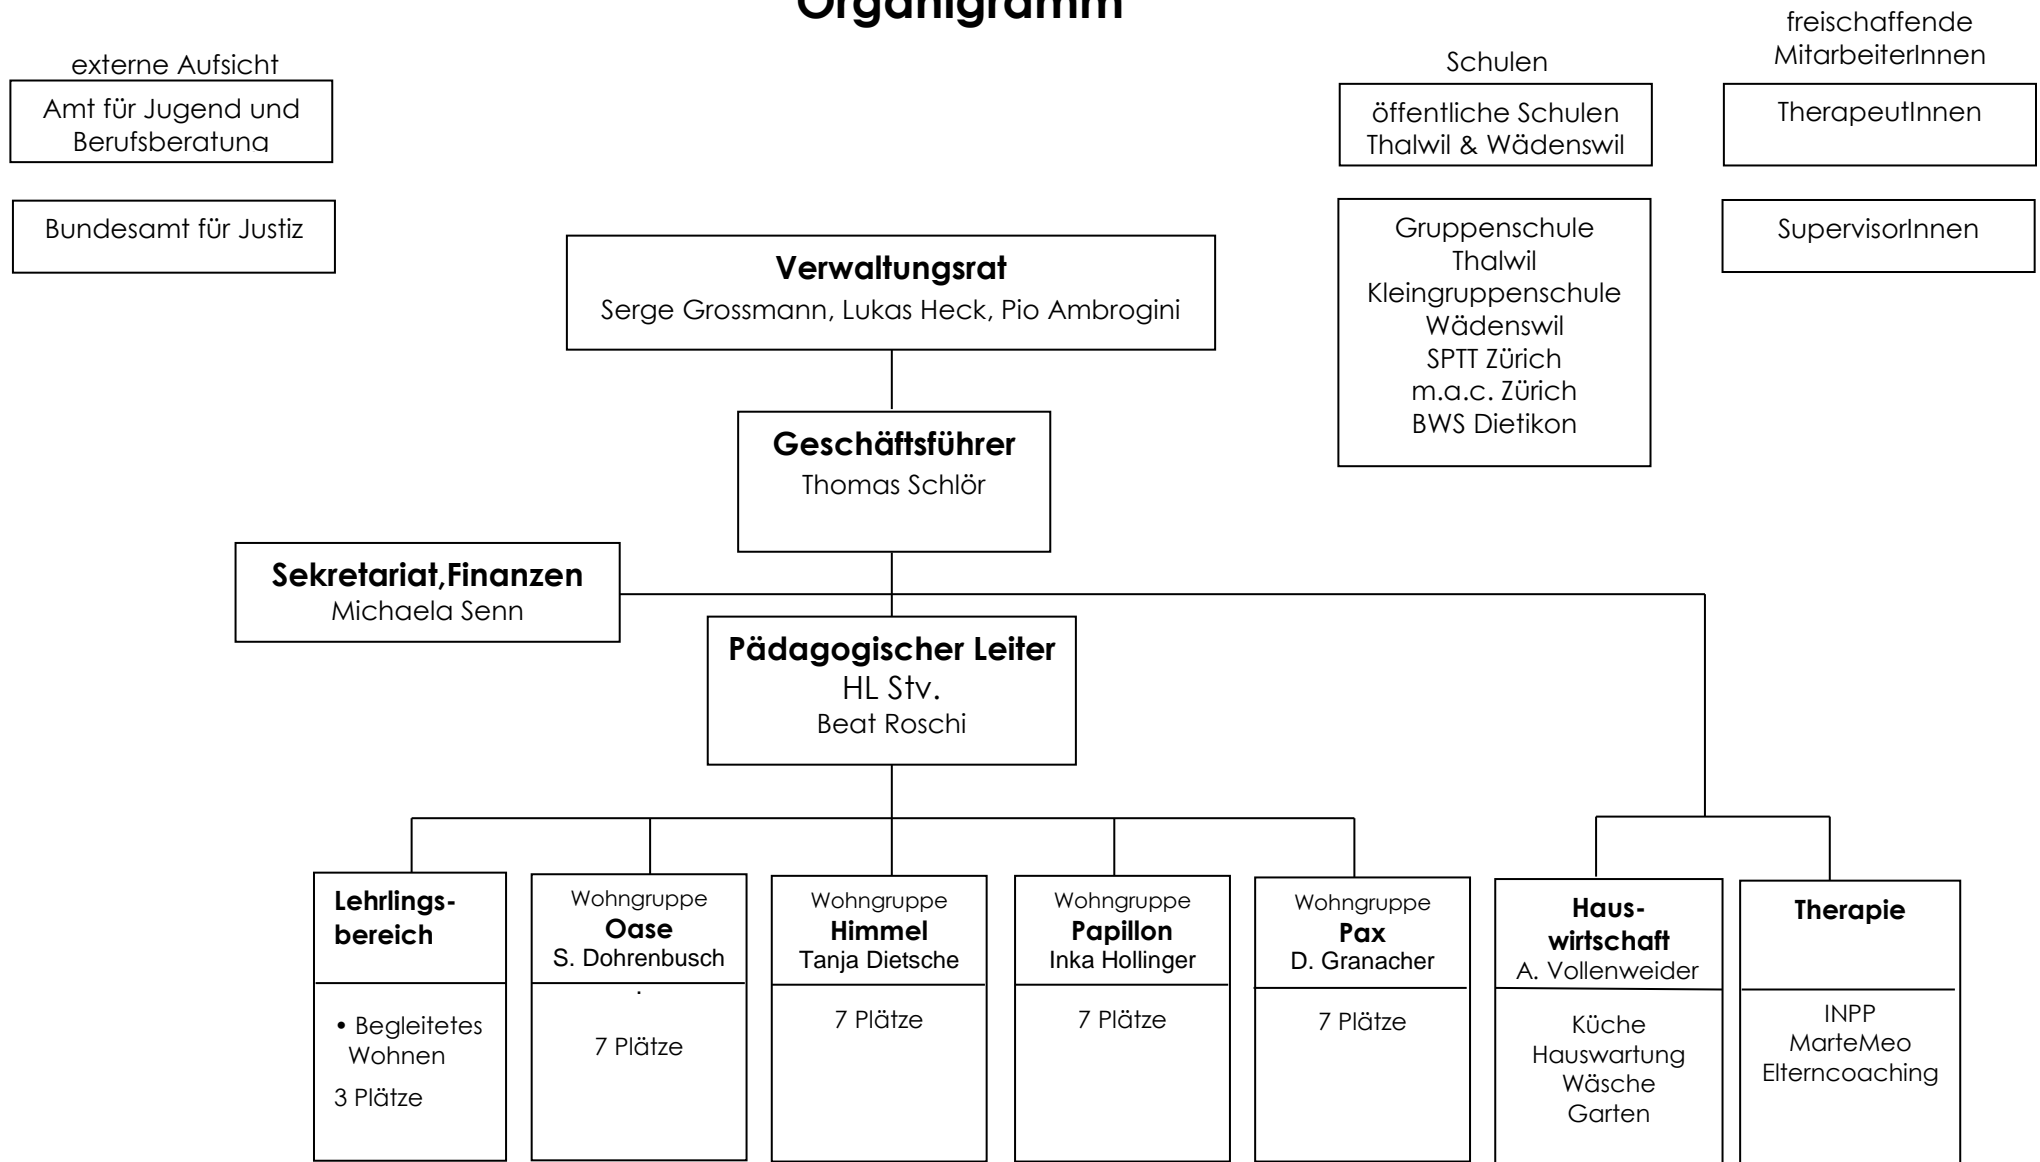 Organigramm
externe Aufsicht
Amt für Jugend und
Berufsberatung
Bundesamt für Justiz
Schulen
öffentliche Schulen
Thalwil & Wädenswil
Gruppenschule
Thalwil
Kleingruppenschule
Wädenswil
SPTT Zürich
m.a.c. Zürich
BWS Dietikon
freischaffende
MitarbeiterInnen
TherapeutInnen
SupervisorInnen
Verwaltungsrat
Serge Grossmann, Lukas Heck, Pio Ambrogini
Geschäftsführer
Thomas Schlör
Sekretariat,Finanzen
Michaela Senn
Pädagogischer Leiter
HL Stv.
Beat Roschi
Lehrlings-
bereich
• Begleitetes
Wohnen
3 Plätze
Wohngruppe
Oase
S. Dohrenbusch
.
7 Plätze
Wohngruppe
Himmel
Tanja Dietsche
7 Plätze
Wohngruppe
Papillon
Inka Hollinger
7 Plätze
Wohngruppe
Pax
D. Granacher
7 Plätze
Haus-
wirtschaft
A. Vollenweider
Küche
Hauswartung
Wäsche
Garten
Therapie
INPP
MarteMeo
Elterncoaching